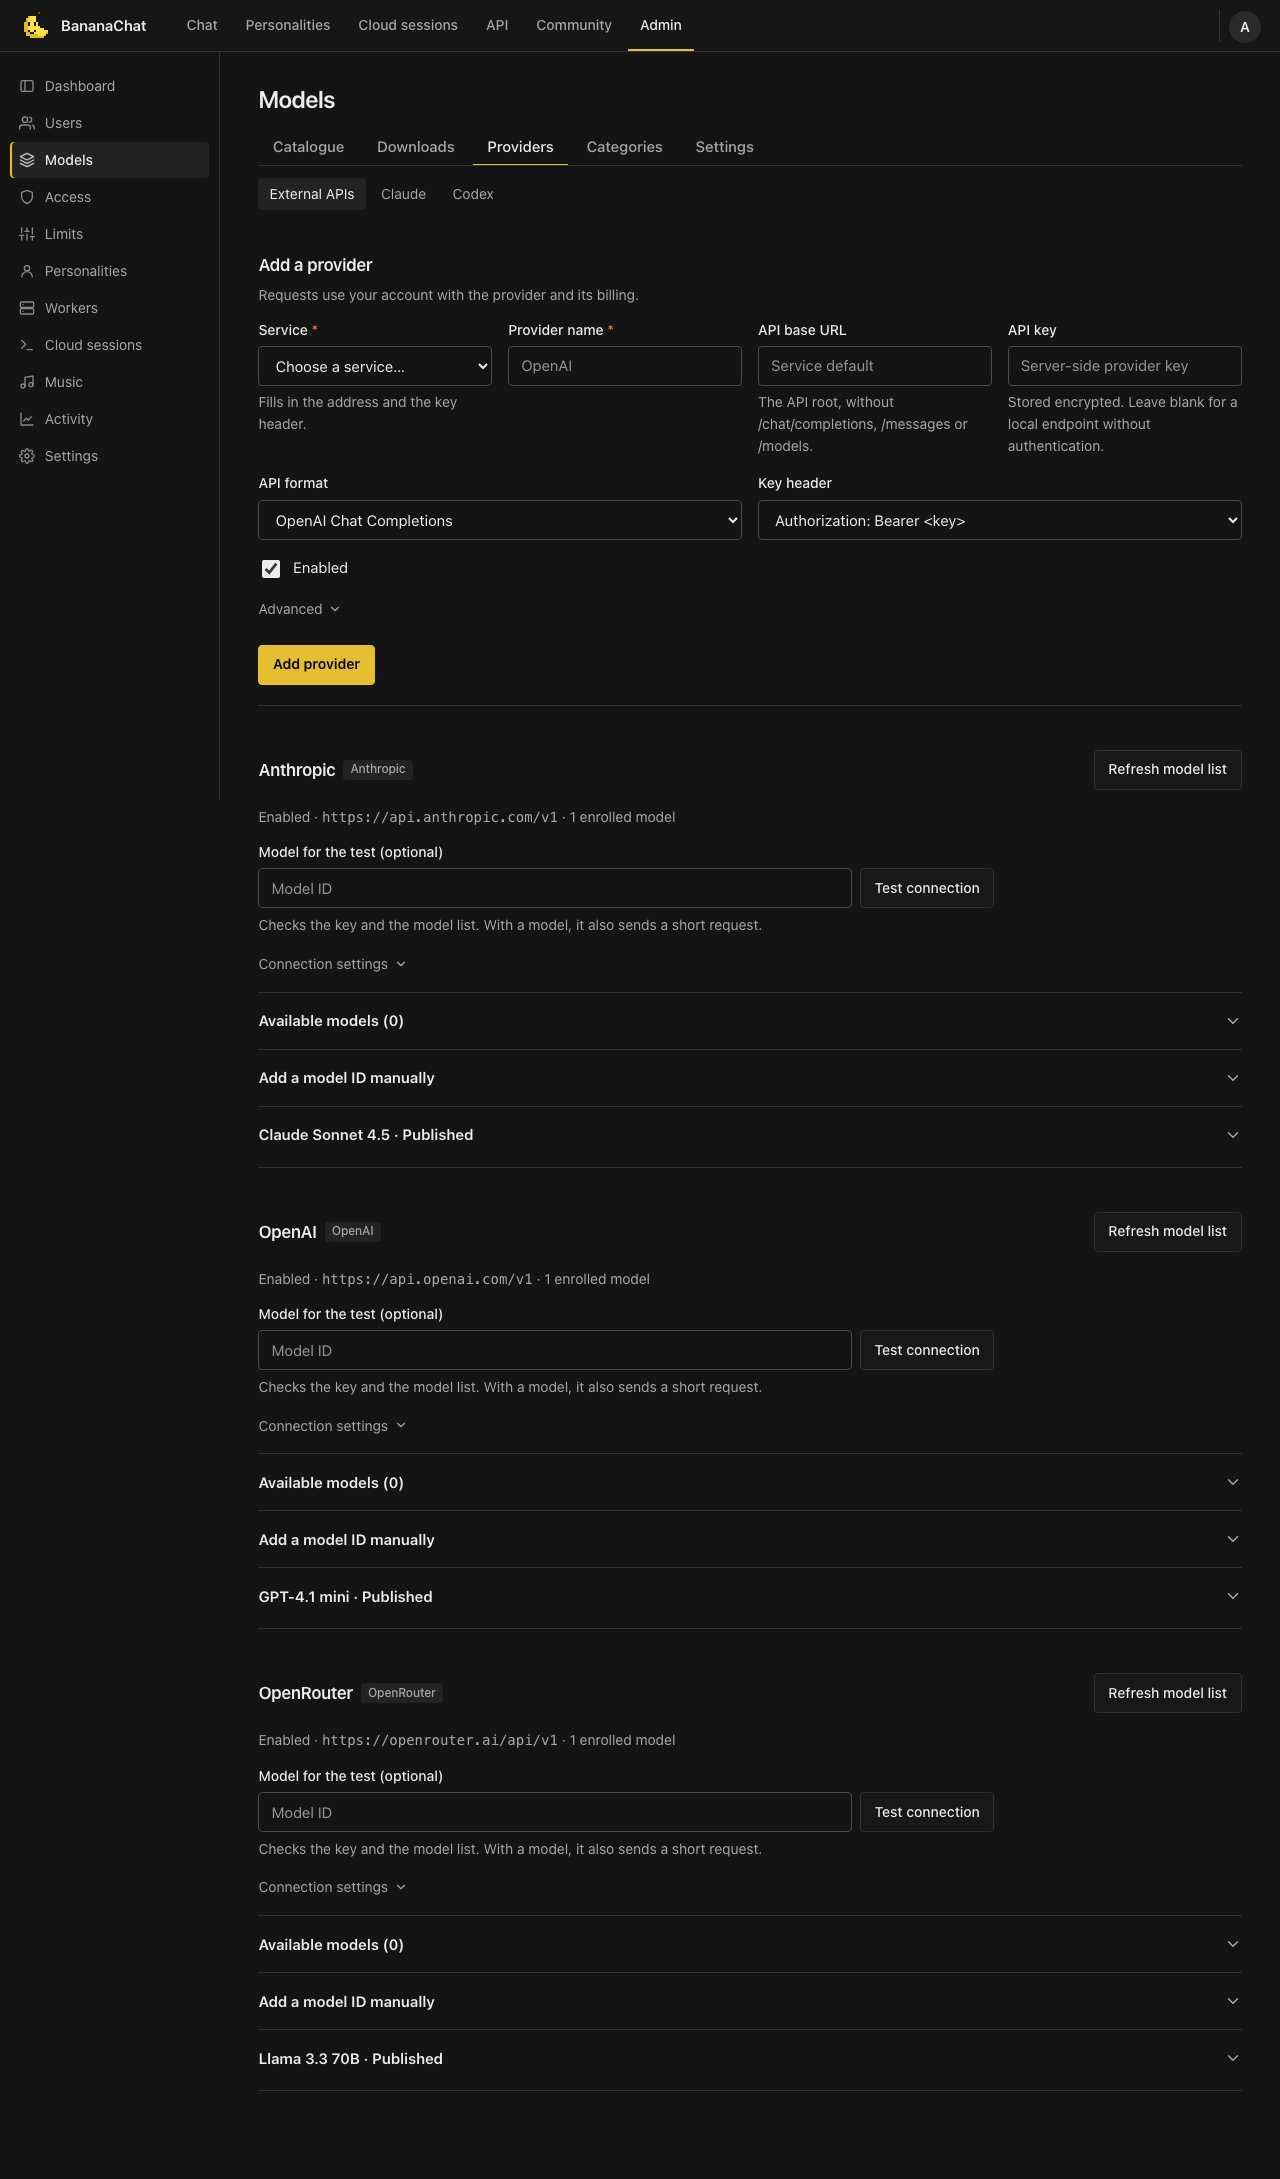 BananaChat
Chat
Personalities
Cloud sessions
API
Community
Admin
A
Dashboard
Users
Models
Access
Limits
Personalities
Workers
Cloud sessions
Music
Activity
Settings
Models
Catalogue
Downloads
Providers
Categories
Settings
External APIs
Claude
Codex
Add a provider
Requests use your account with the provider and its billing.
Service *
Choose a service...
Fills in the address and the key
header.
Provider name *
OpenAI
API base URL
Service default
The API root, without
/chat/completions, /messages or
/models.
API key
Server-side provider key
Stored encrypted. Leave blank for a
local endpoint without
authentication.
API format
OpenAI Chat Completions
Key header
Authorization: Bearer <key>
Enabled
Advanced
Add provider
Anthropic
Anthropic
Refresh model list
Enabled · https://api.anthropic.com/v1 · 1 enrolled model
Model for the test (optional)
Model ID
Test connection
Checks the key and the model list. With a model, it also sends a short request.
Connection settings
Available models (0)
Add a model ID manually
Claude Sonnet 4.5 · Published
OpenAI
OpenAI
Refresh model list
Enabled · https://api.openai.com/v1 · 1 enrolled model
Model for the test (optional)
Model ID
Test connection
Checks the key and the model list. With a model, it also sends a short request.
Connection settings
Available models (0)
Add a model ID manually
GPT-4.1 mini · Published
OpenRouter
OpenRouter
Refresh model list
Enabled · https://openrouter.ai/api/v1 · 1 enrolled model
Model for the test (optional)
Model ID
Test connection
Checks the key and the model list. With a model, it also sends a short request.
Connection settings
Available models (0)
Add a model ID manually
Llama 3.3 70B · Published